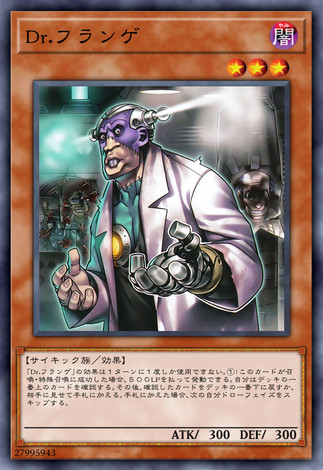 Dr.フランゲ
闇
やみ
【サイキック族/効果】
「Dr.フランゲ」の効果は1ターンに1度しか使用できない。①:このカードが召
喚・特殊召喚に成功した場合、500LPを払って発動できる。自分はデッキの一
番上のカードを確認する。その後、確認したカードをデッキの一番下に戻すか、
相手に見せて手札に加える。手札に加えた場合、次の自分ドローフェイズをス
キップする。
ATK/ 300 DEF/ 300
27995943